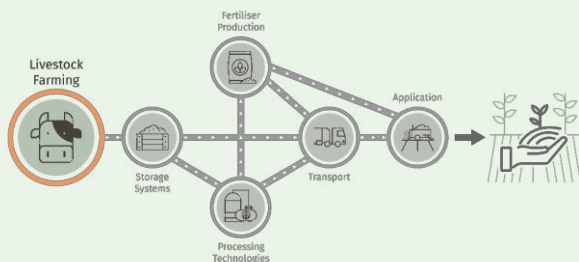 Fertiliser
Production
Livestock
Farming
Application
Storage
Systems
Transport
Processing
Technologies